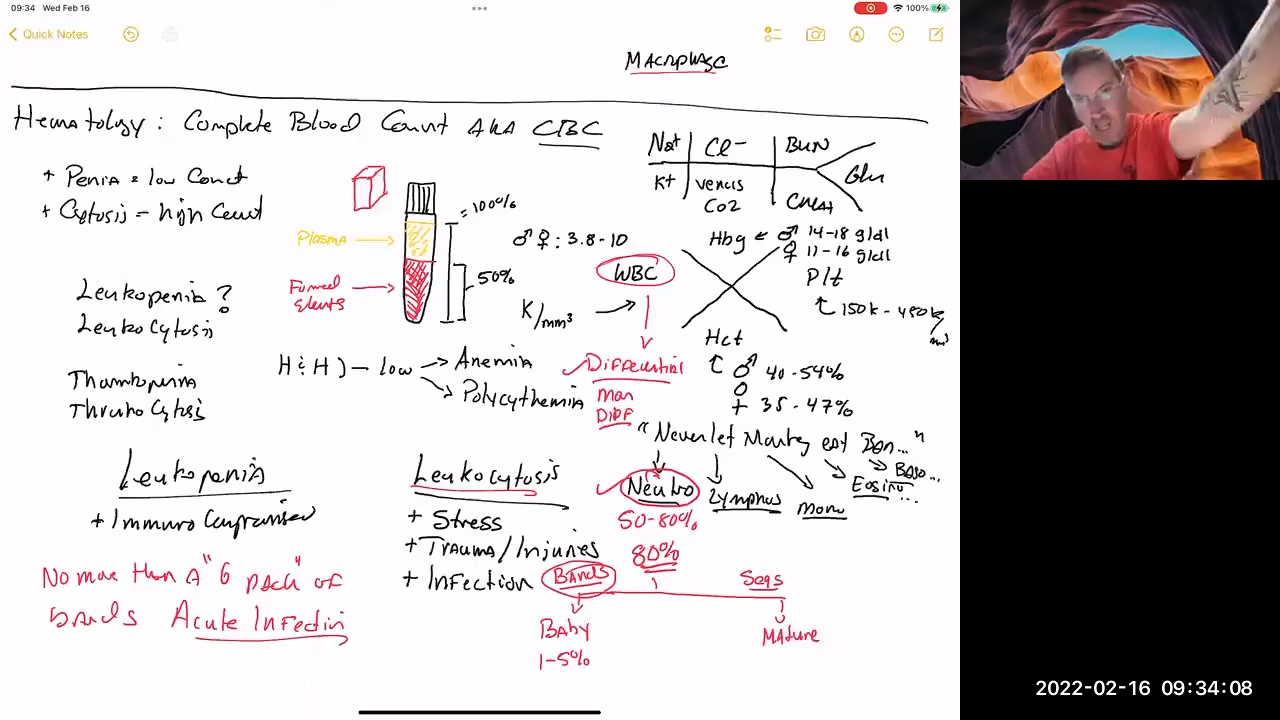 09:34 Wed Feb 16
100%
Quick Notes
Macrophage
Hematology: Complete Blood Count AKA CBC
+ Penia = low Count
+ Cytosis = high Count
Na+ Cl- BUN
K+ Venous CO2 Creat Glu
= 100%
Plasma
50%
Formed
♂ ♀: 3.8-10
WBC
K/mm³
Hbg ♂ 14-18 g/dl
♀ 11-16 g/dl
Plt
150k-450k/mm³
Hct
♂ 40-54%
♀ 35-47%
Leukopenia ?
Leukocytosis
H&H) - low Anemia
Polycythemia
Differential
Man
Diff
"Never let Monkey eat Ban..."
Neutro Lymphos Mono Eosino... Baso...
50-80%
80%
Leukopenia
+ Immuno Compromised
Leukocytosis
+ Stress
+ Trauma/Injuries
+ Infection
No more than a "6 pack" of
bands Acute Infection
Bands Segs
Baby Mature
1-5%
2022-02-16 09:34:08